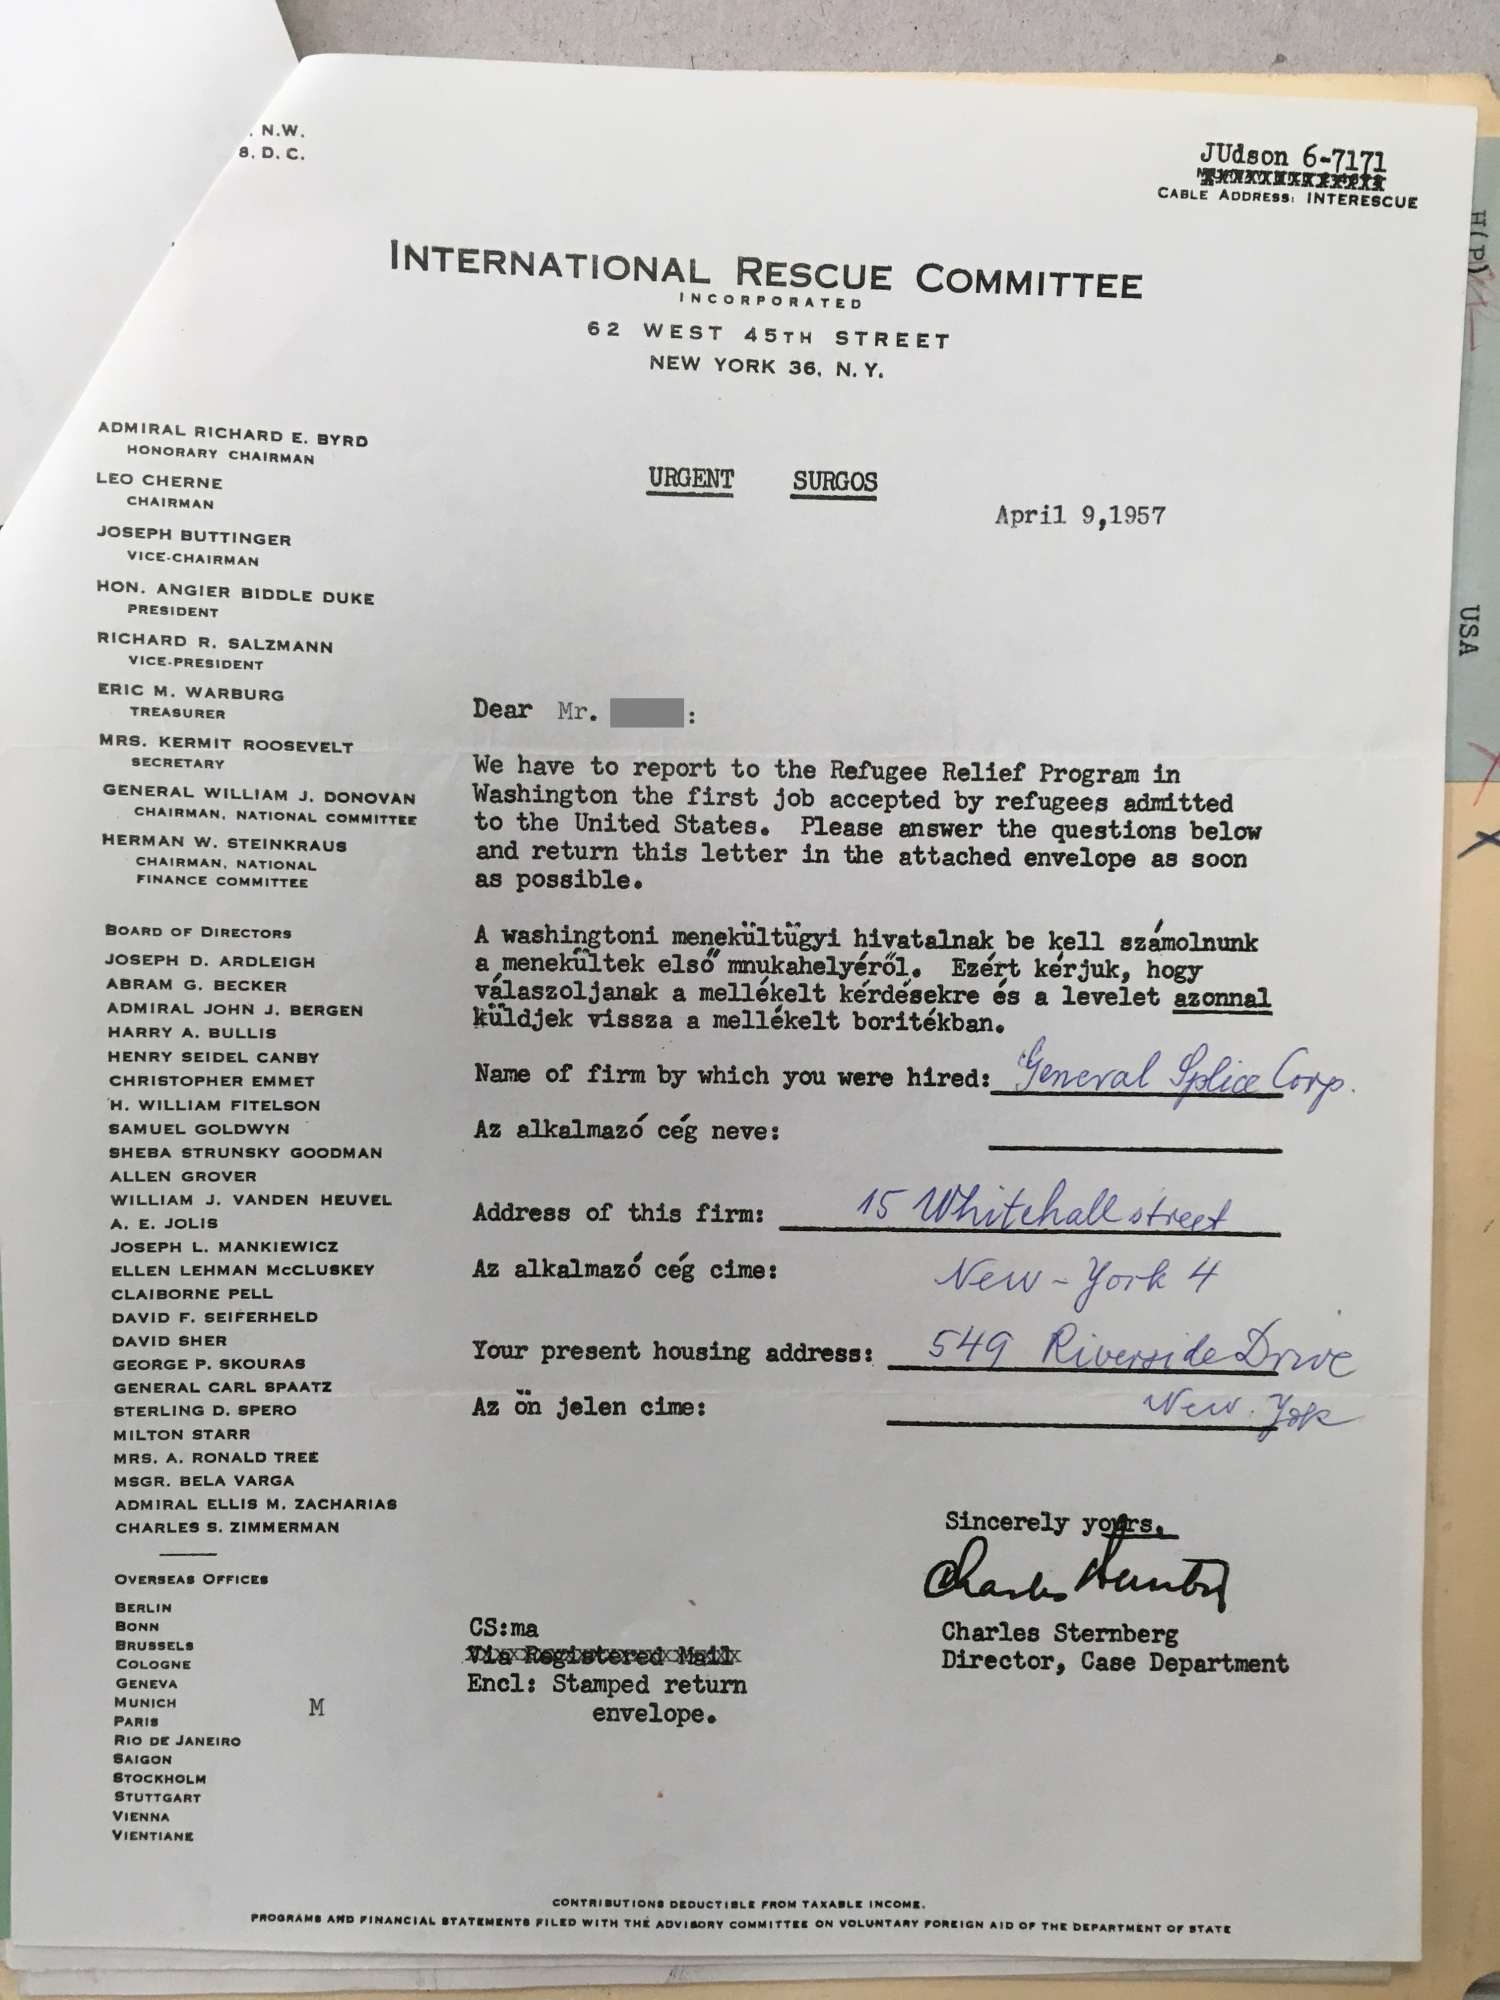 , N.W.
8, D. C.
JUdson 6-7171
CABLE ADDRESS: INTERESCUE
INTERNATIONAL RESCUE COMMITTEE
INCORPORATED
62 WEST 45TH STREET
NEW YORK 36, N. Y.
ADMIRAL RICHARD E. BYRD
HONORARY CHAIRMAN
LEO CHERNE
CHAIRMAN
JOSEPH BUTTINGER
VICE-CHAIRMAN
HON. ANGIER BIDDLE DUKE
PRESIDENT
RICHARD R. SALZMANN
VICE-PRESIDENT
ERIC M. WARBURG
TREASURER
MRS. KERMIT ROOSEVELT
SECRETARY
GENERAL WILLIAM J. DONOVAN
CHAIRMAN, NATIONAL COMMITTEE
HERMAN W. STEINKRAUS
CHAIRMAN, NATIONAL
FINANCE COMMITTEE
BOARD OF DIRECTORS
JOSEPH D. ARDLEIGH
ABRAM G. BECKER
ADMIRAL JOHN J. BERGEN
HARRY A. BULLIS
HENRY SEIDEL CANBY
CHRISTOPHER EMMET
H. WILLIAM FITELSON
SAMUEL GOLDWYN
SHEBA STRUNSKY GOODMAN
ALLEN GROVER
WILLIAM J. VANDEN HEUVEL
A. E. JOLIS
JOSEPH L. MANKIEWICZ
ELLEN LEHMAN McCLUSKEY
CLAIBORNE PELL
DAVID F. SEIFERHELD
DAVID SHER
GEORGE P. SKOURAS
GENERAL CARL SPAATZ
STERLING D. SPERO
MILTON STARR
MRS. A. RONALD TREE
MSGR. BELA VARGA
ADMIRAL ELLIS M. ZACHARIAS
CHARLES S. ZIMMERMAN
OVERSEAS OFFICES
BERLIN
BONN
BRUSSELS
COLOGNE
GENEVA
MUNICH
PARIS
RIO DE JANEIRO
SAIGON
STOCKHOLM
STUTTGART
VIENNA
VIENTIANE
M
URGENT SURGOS
April 9,1957
Dear Mr. :
We have to report to the Refugee Relief Program in
Washington the first job accepted by refugees admitted
to the United States. Please answer the questions below
and return this letter in the attached envelope as soon
as possible.
A washingtoni menekültügyi hivatalnak be kell számolnunk
a menekültek első mnukahelyéről. Ezért kérjuk, hogy
válaszoljanak a mellékelt kérdésekre és a levelet azonnal
küldjek vissza a mellékelt boritékban.
Name of firm by which you were hired: General Splice Corp.
Az alkalmazó cég neve:
Address of this firm: 15 Whitehall street
Az alkalmazó cég cime: New-York 4
Your present housing address: 549 Riverside Drive
Az ön jelen cime: New. York
Sincerely yours,
Charles Sternberg
Charles Sternberg
Director, Case Department
CS:ma
Via Registered Mail
Encl: Stamped return
envelope.
CONTRIBUTIONS DEDUCTIBLE FROM TAXABLE INCOME.
PROGRAMS AND FINANCIAL STATEMENTS FILED WITH THE ADVISORY COMMITTEE ON VOLUNTARY FOREIGN AID OF THE DEPARTMENT OF STATE
H(P)
USA